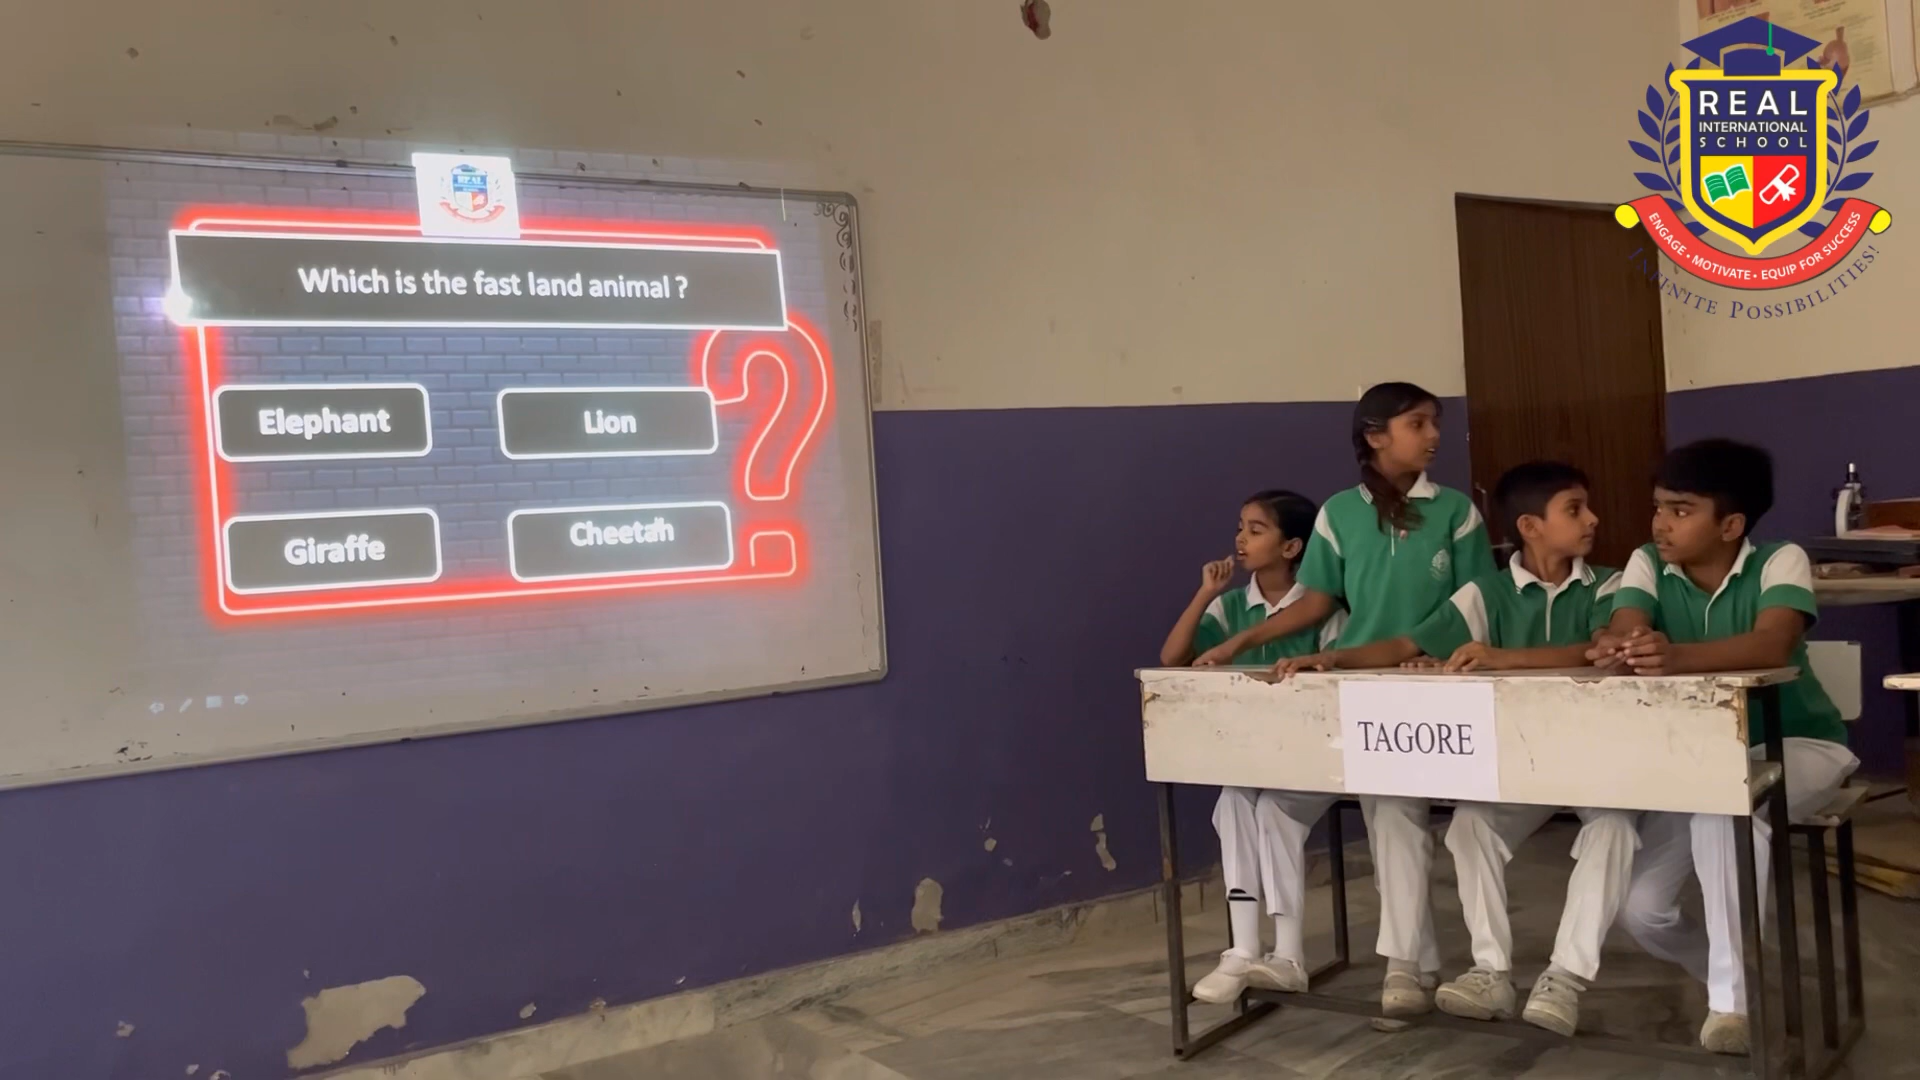 REAL
Which is the fast land animal ?
Elephant
Lion
Giraffe
Cheetah
TAGORE
REAL
INTERNATIONAL
SCHOOL
ENGAGE • MOTIVATE • EQUIP FOR SUCCESS
INFINITE POSSIBILITIES!